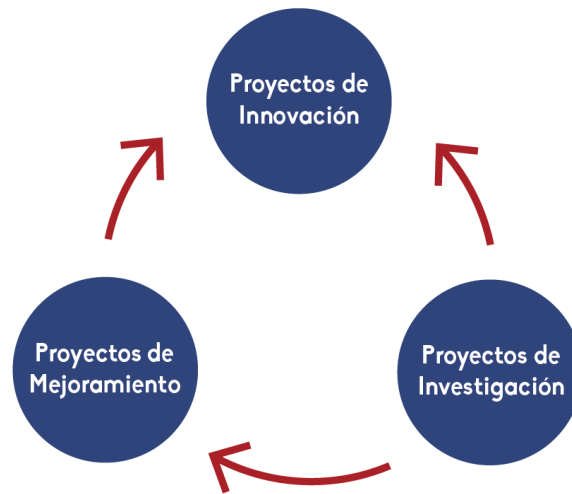 Proyectos de
Innovación
Proyectos de
Mejoramiento
Proyectos de
Investigación